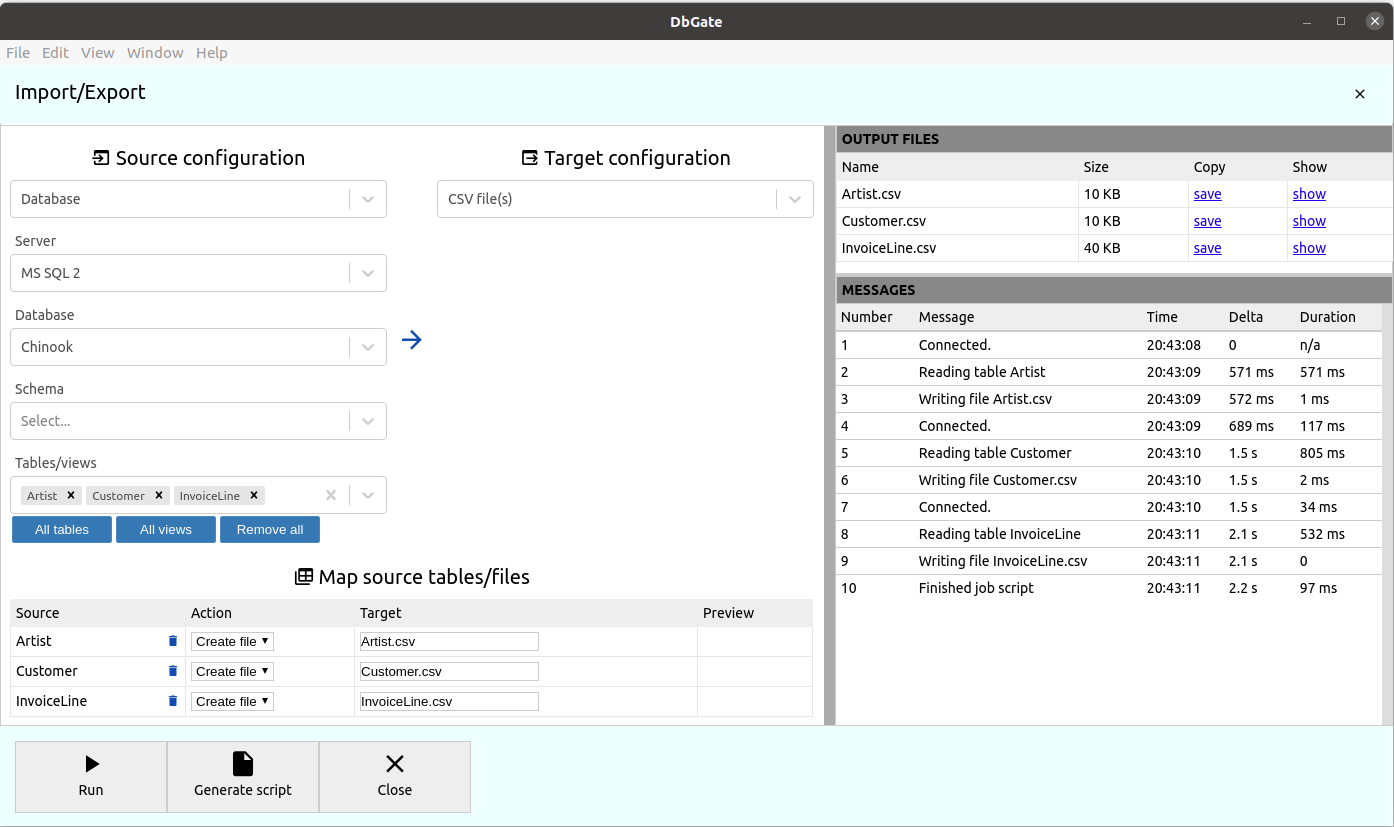 DbGate
File Edit View Window Help
Import/Export
Source configuration
Database
Server
MS SQL 2
Database
Chinook
Schema
Select...
Tables/views
Artist Customer InvoiceLine
All tables All views Remove all
Target configuration
CSV file(s)
Map source tables/files
Source Action Target Preview
Artist Create file Artist.csv
Customer Create file Customer.csv
InvoiceLine Create file InvoiceLine.csv
OUTPUT FILES
Name Size Copy Show
Artist.csv 10 KB save show
Customer.csv 10 KB save show
InvoiceLine.csv 40 KB save show
MESSAGES
Number Message Time Delta Duration
1 Connected. 20:43:08 0 n/a
2 Reading table Artist 20:43:09 571 ms 571 ms
3 Writing file Artist.csv 20:43:09 572 ms 1 ms
4 Connected. 20:43:09 689 ms 117 ms
5 Reading table Customer 20:43:10 1.5 s 805 ms
6 Writing file Customer.csv 20:43:10 1.5 s 2 ms
7 Connected. 20:43:10 1.5 s 34 ms
8 Reading table InvoiceLine 20:43:11 2.1 s 532 ms
9 Writing file InvoiceLine.csv 20:43:11 2.1 s 0
10 Finished job script 20:43:11 2.2 s 97 ms
Run Generate script Close